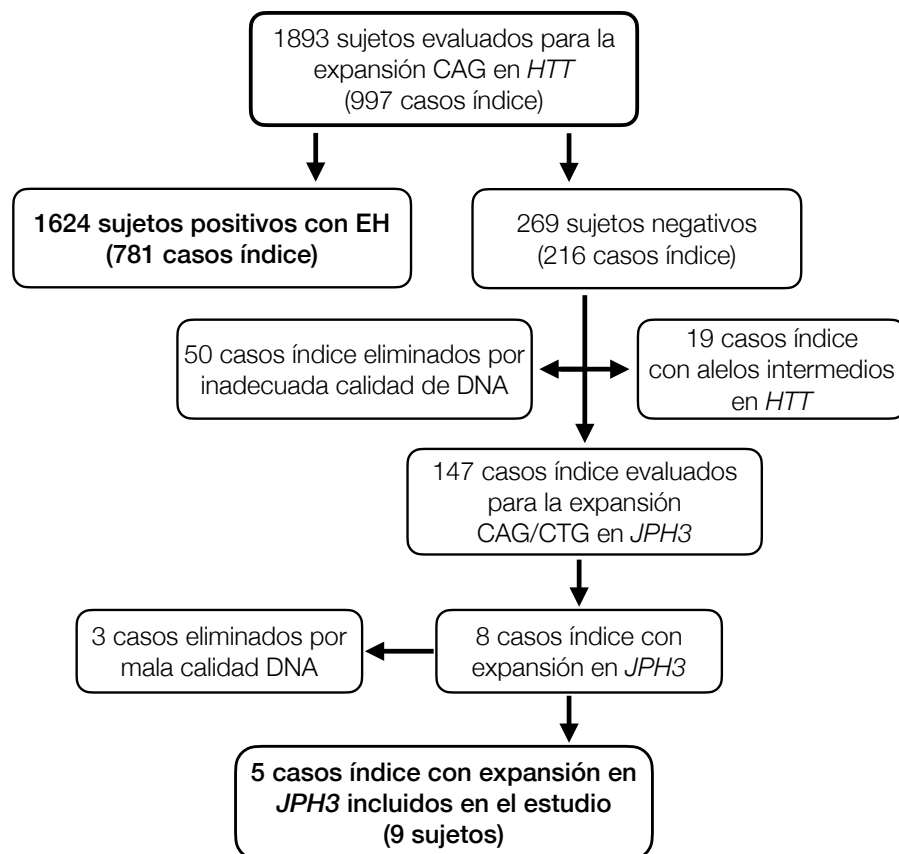 1893 sujetos evaluados para la
expansión CAG en HTT
(997 casos índice)
1624 sujetos positivos con EH
(781 casos índice)
269 sujetos negativos
(216 casos índice)
50 casos índice eliminados por
inadecuada calidad de DNA
19 casos índice
con alelos intermedios
en HTT
147 casos índice evaluados
para la expansión
CAG/CTG en JPH3
3 casos eliminados por
mala calidad DNA
8 casos índice con
expansión en JPH3
5 casos índice con expansión en
JPH3 incluidos en el estudio
(9 sujetos)